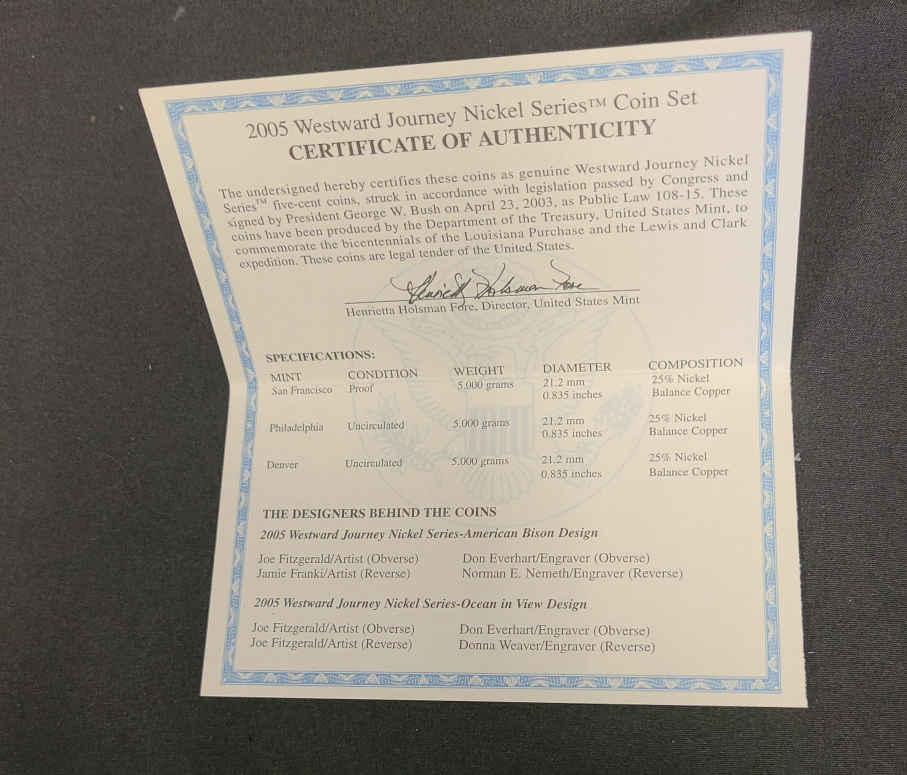 2005 Westward Journey Nickel Series™ Coin Set
CERTIFICATE OF AUTHENTICITY
The undersigned hereby certifies these coins as genuine Westward Journey Nickel
Series™ five-cent coins, struck in accordance with legislation passed by Congress and
signed by President George W. Bush on April 23, 2003, as Public Law 108-15. These
coins have been produced by the Department of the Treasury, United States Mint, to
commemorate the bicentennials of the Louisiana Purchase and the Lewis and Clark
expedition. These coins are legal tender of the United States.
Henrietta Holsman Fore
Henrietta Holsman Fore, Director, United States Mint
SPECIFICATIONS:
MINT CONDITION WEIGHT DIAMETER COMPOSITION
San Francisco Proof 5.000 grams 21.2 mm 25% Nickel
0.835 inches Balance Copper
Philadelphia Uncirculated 5.000 grams 21.2 mm 25% Nickel
0.835 inches Balance Copper
Denver Uncirculated 5.000 grams 21.2 mm 25% Nickel
0.835 inches Balance Copper
THE DESIGNERS BEHIND THE COINS
2005 Westward Journey Nickel Series-American Bison Design
Joe Fitzgerald/Artist (Obverse) Don Everhart/Engraver (Obverse)
Jamie Franki/Artist (Reverse) Norman E. Nemeth/Engraver (Reverse)
2005 Westward Journey Nickel Series-Ocean in View Design
Joe Fitzgerald/Artist (Obverse) Don Everhart/Engraver (Obverse)
Joe Fitzgerald/Artist (Reverse) Donna Weaver/Engraver (Reverse)